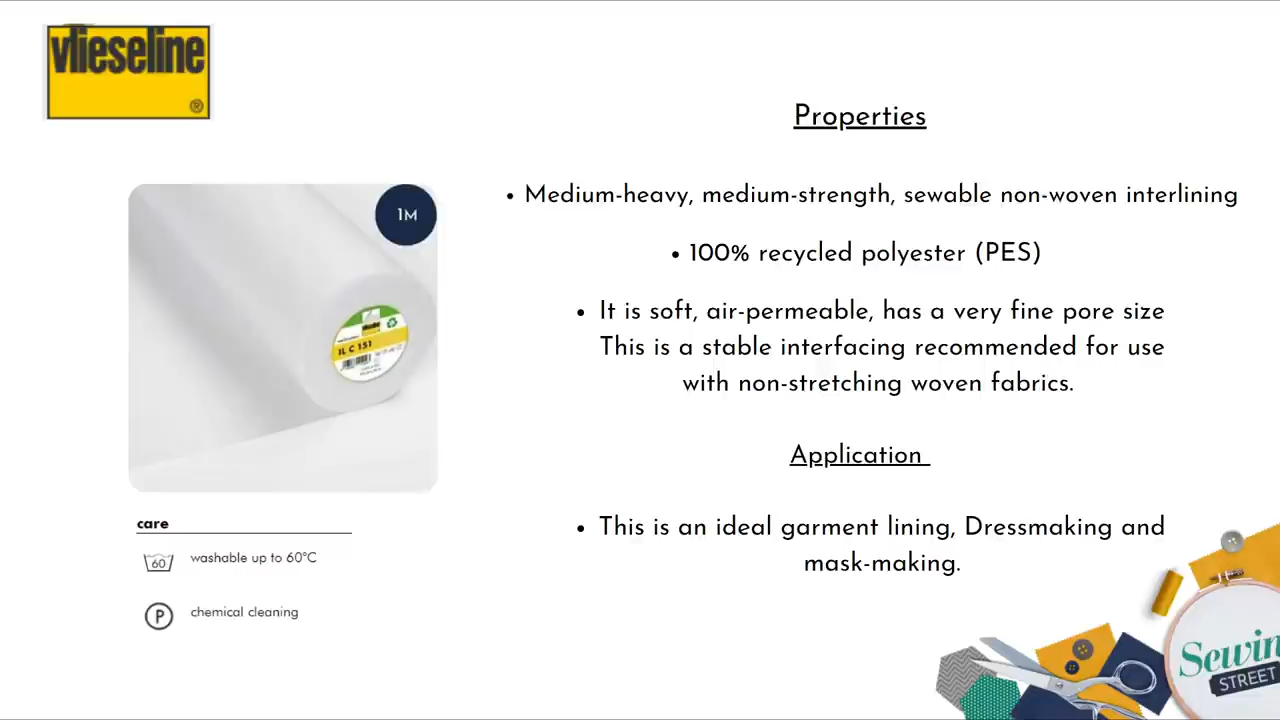 vlieseline
®
Properties
• Medium-heavy, medium-strength, sewable non-woven interlining
• 100% recycled polyester (PES)
• It is soft, air-permeable, has a very fine pore size
This is a stable interfacing recommended for use
with non-stretching woven fabrics.
Application
• This is an ideal garment lining, Dressmaking and
mask-making.
1M
IL C 151
care
60
washable up to 60°C
P
chemical cleaning
Sewin
STREET